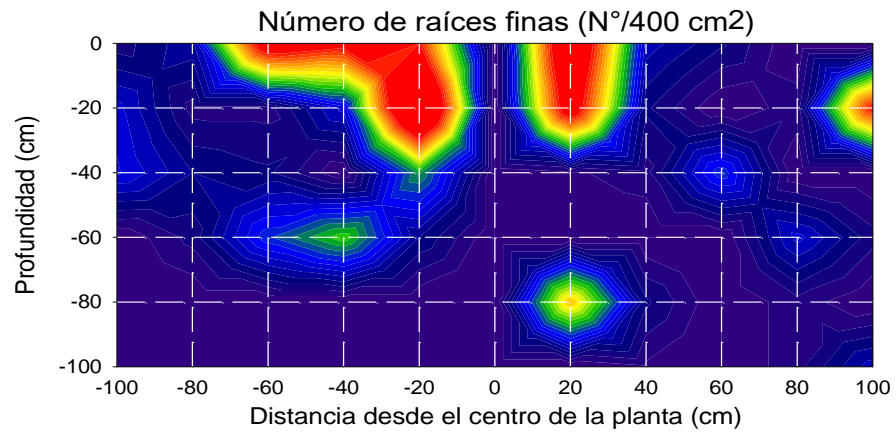 Número de raíces finas (N°/400 cm2)
0
-20
-40
-60
-80
-100
Profundidad (cm)
-100 -80 -60 -40 -20 0 20 40 60 80 100
Distancia desde el centro de la planta (cm)